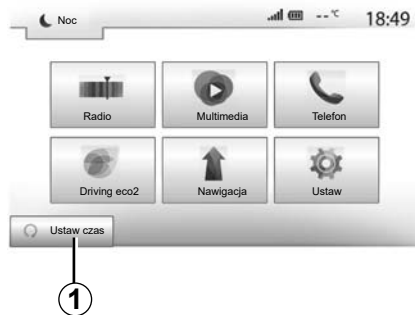 Noc
--°C 18:49
Radio Multimedia Telefon
Driving eco2 Nawigacja Ustaw
Ustaw czas
1